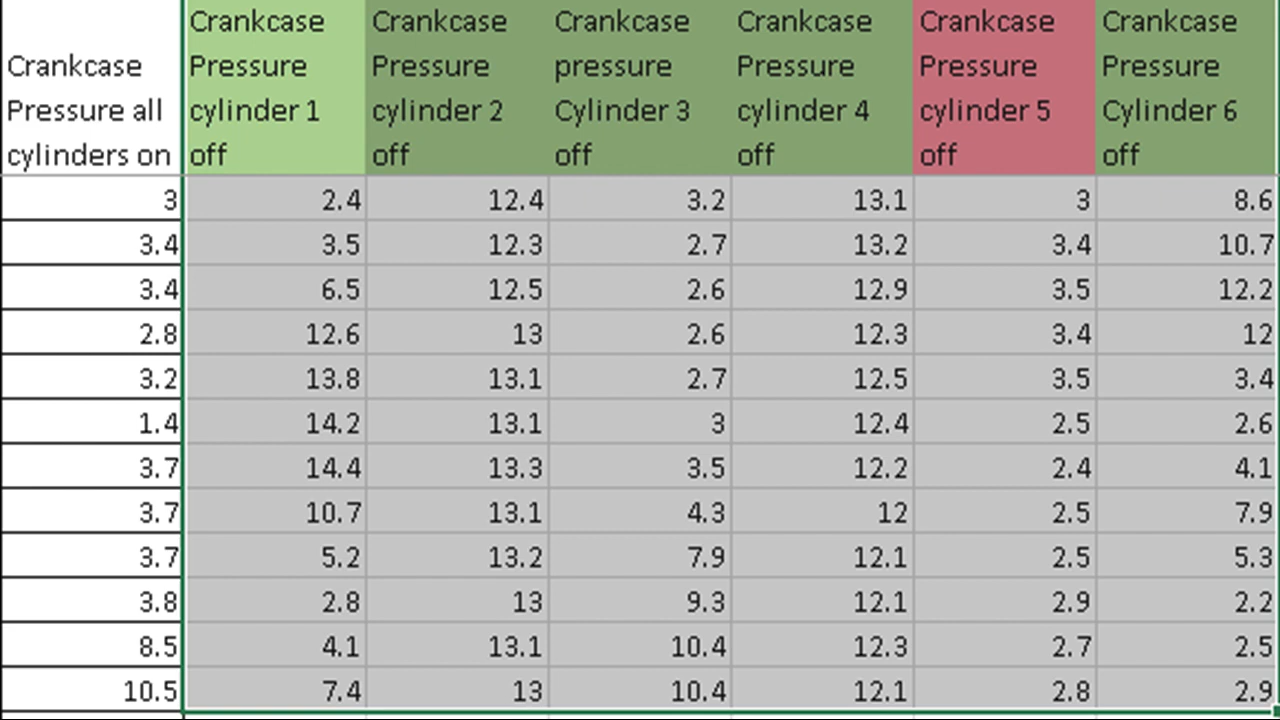 Crankcase Pressure all cylinders on	Crankcase Pressure cylinder 1 off	Crankcase Pressure cylinder 2 off	Crankcase pressure Cylinder 3 off	Crankcase Pressure cylinder 4 off	Crankcase Pressure cylinder 5 off	Crankcase Pressure Cylinder 6 off
3	2.4	12.4	3.2	13.1	3	8.6
3.4	3.5	12.3	2.7	13.2	3.4	10.7
3.4	6.5	12.5	2.6	12.9	3.5	12.2
2.8	12.6	13	2.6	12.3	3.4	12
3.2	13.8	13.1	2.7	12.5	3.5	3.4
1.4	14.2	13.1	3	12.4	2.5	2.6
3.7	14.4	13.3	3.5	12.2	2.4	4.1
3.7	10.7	13.1	4.3	12	2.5	7.9
3.7	5.2	13.2	7.9	12.1	2.5	5.3
3.8	2.8	13	9.3	12.1	2.9	2.2
8.5	4.1	13.1	10.4	12.3	2.7	2.5
10.5	7.4	13	10.4	12.1	2.8	2.9